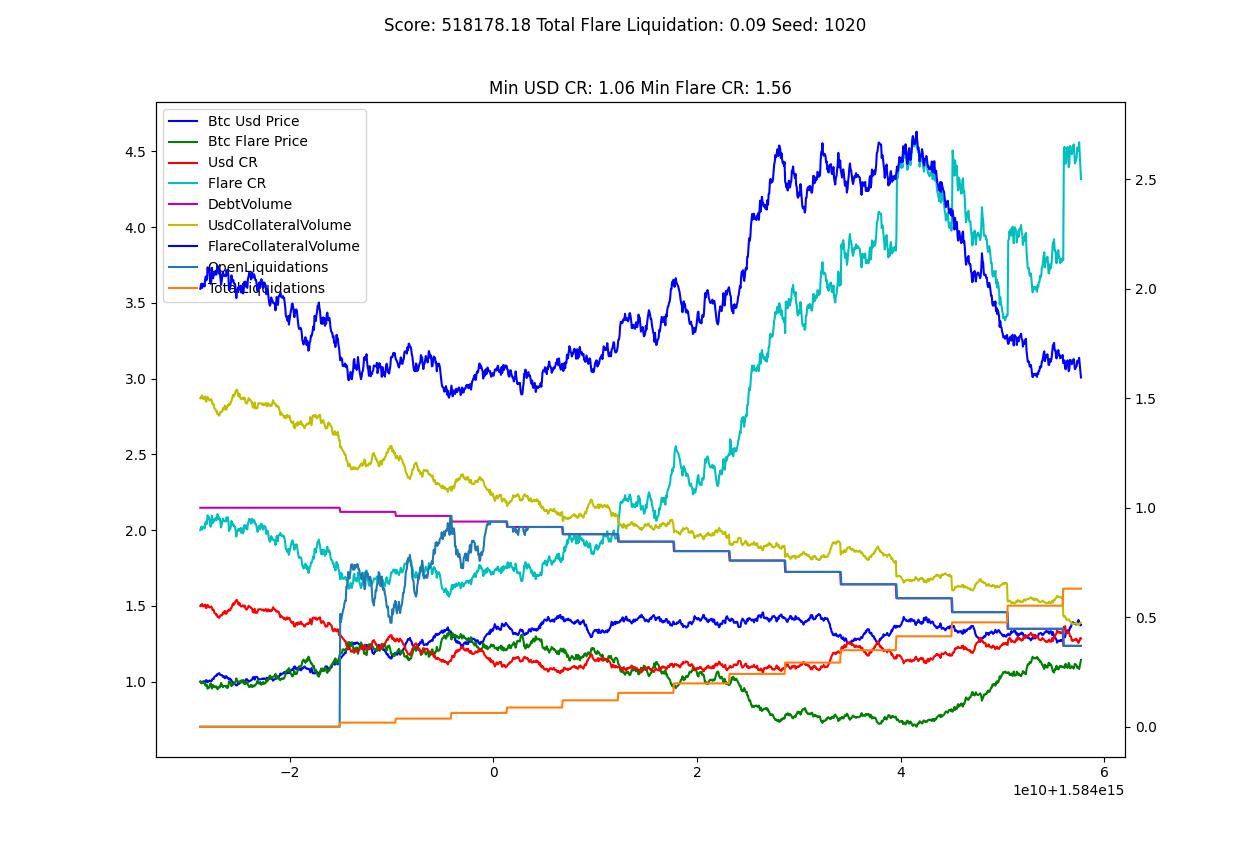 Score: 518178.18 Total Flare Liquidation: 0.09 Seed: 1020
Min USD CR: 1.06 Min Flare CR: 1.56
Btc Usd Price
Btc Flare Price
Usd CR
Flare CR
DebtVolume
UsdCollateralVolume
FlareCollateralVolume
OpenLiquidations
TotalLiquidations
4.5
4.0
3.5
3.0
2.5
2.0
1.5
1.0
2.5
2.0
1.5
1.0
0.5
0.0
−2
0
2
4
6
1e10+1.584e15